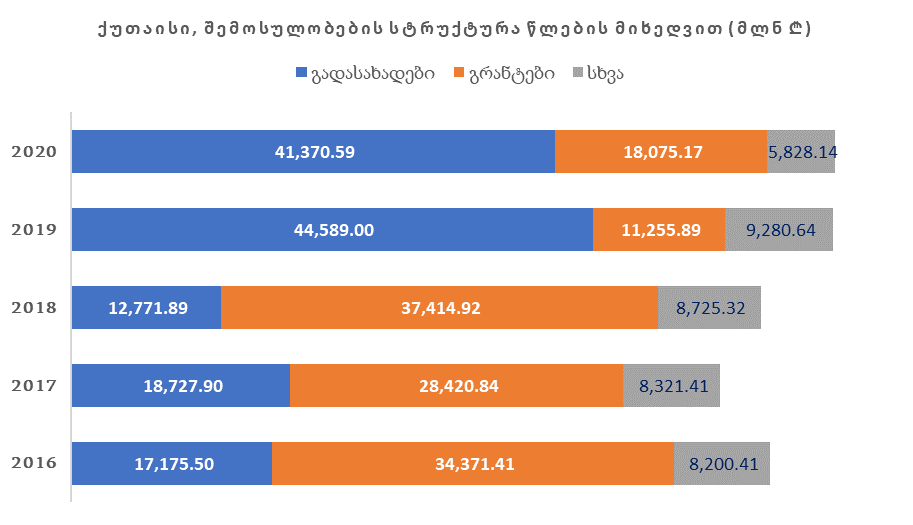 ქუთაისი, შემოსულობების სტრუქტურა წლების მიხედვით (მლნ ₾)
გადასახადები გრანტები სხვა
2020 41,370.59 18,075.17 5,828.14
2019 44,589.00 11,255.89 9,280.64
2018 12,771.89 37,414.92 8,725.32
2017 18,727.90 28,420.84 8,321.41
2016 17,175.50 34,371.41 8,200.41